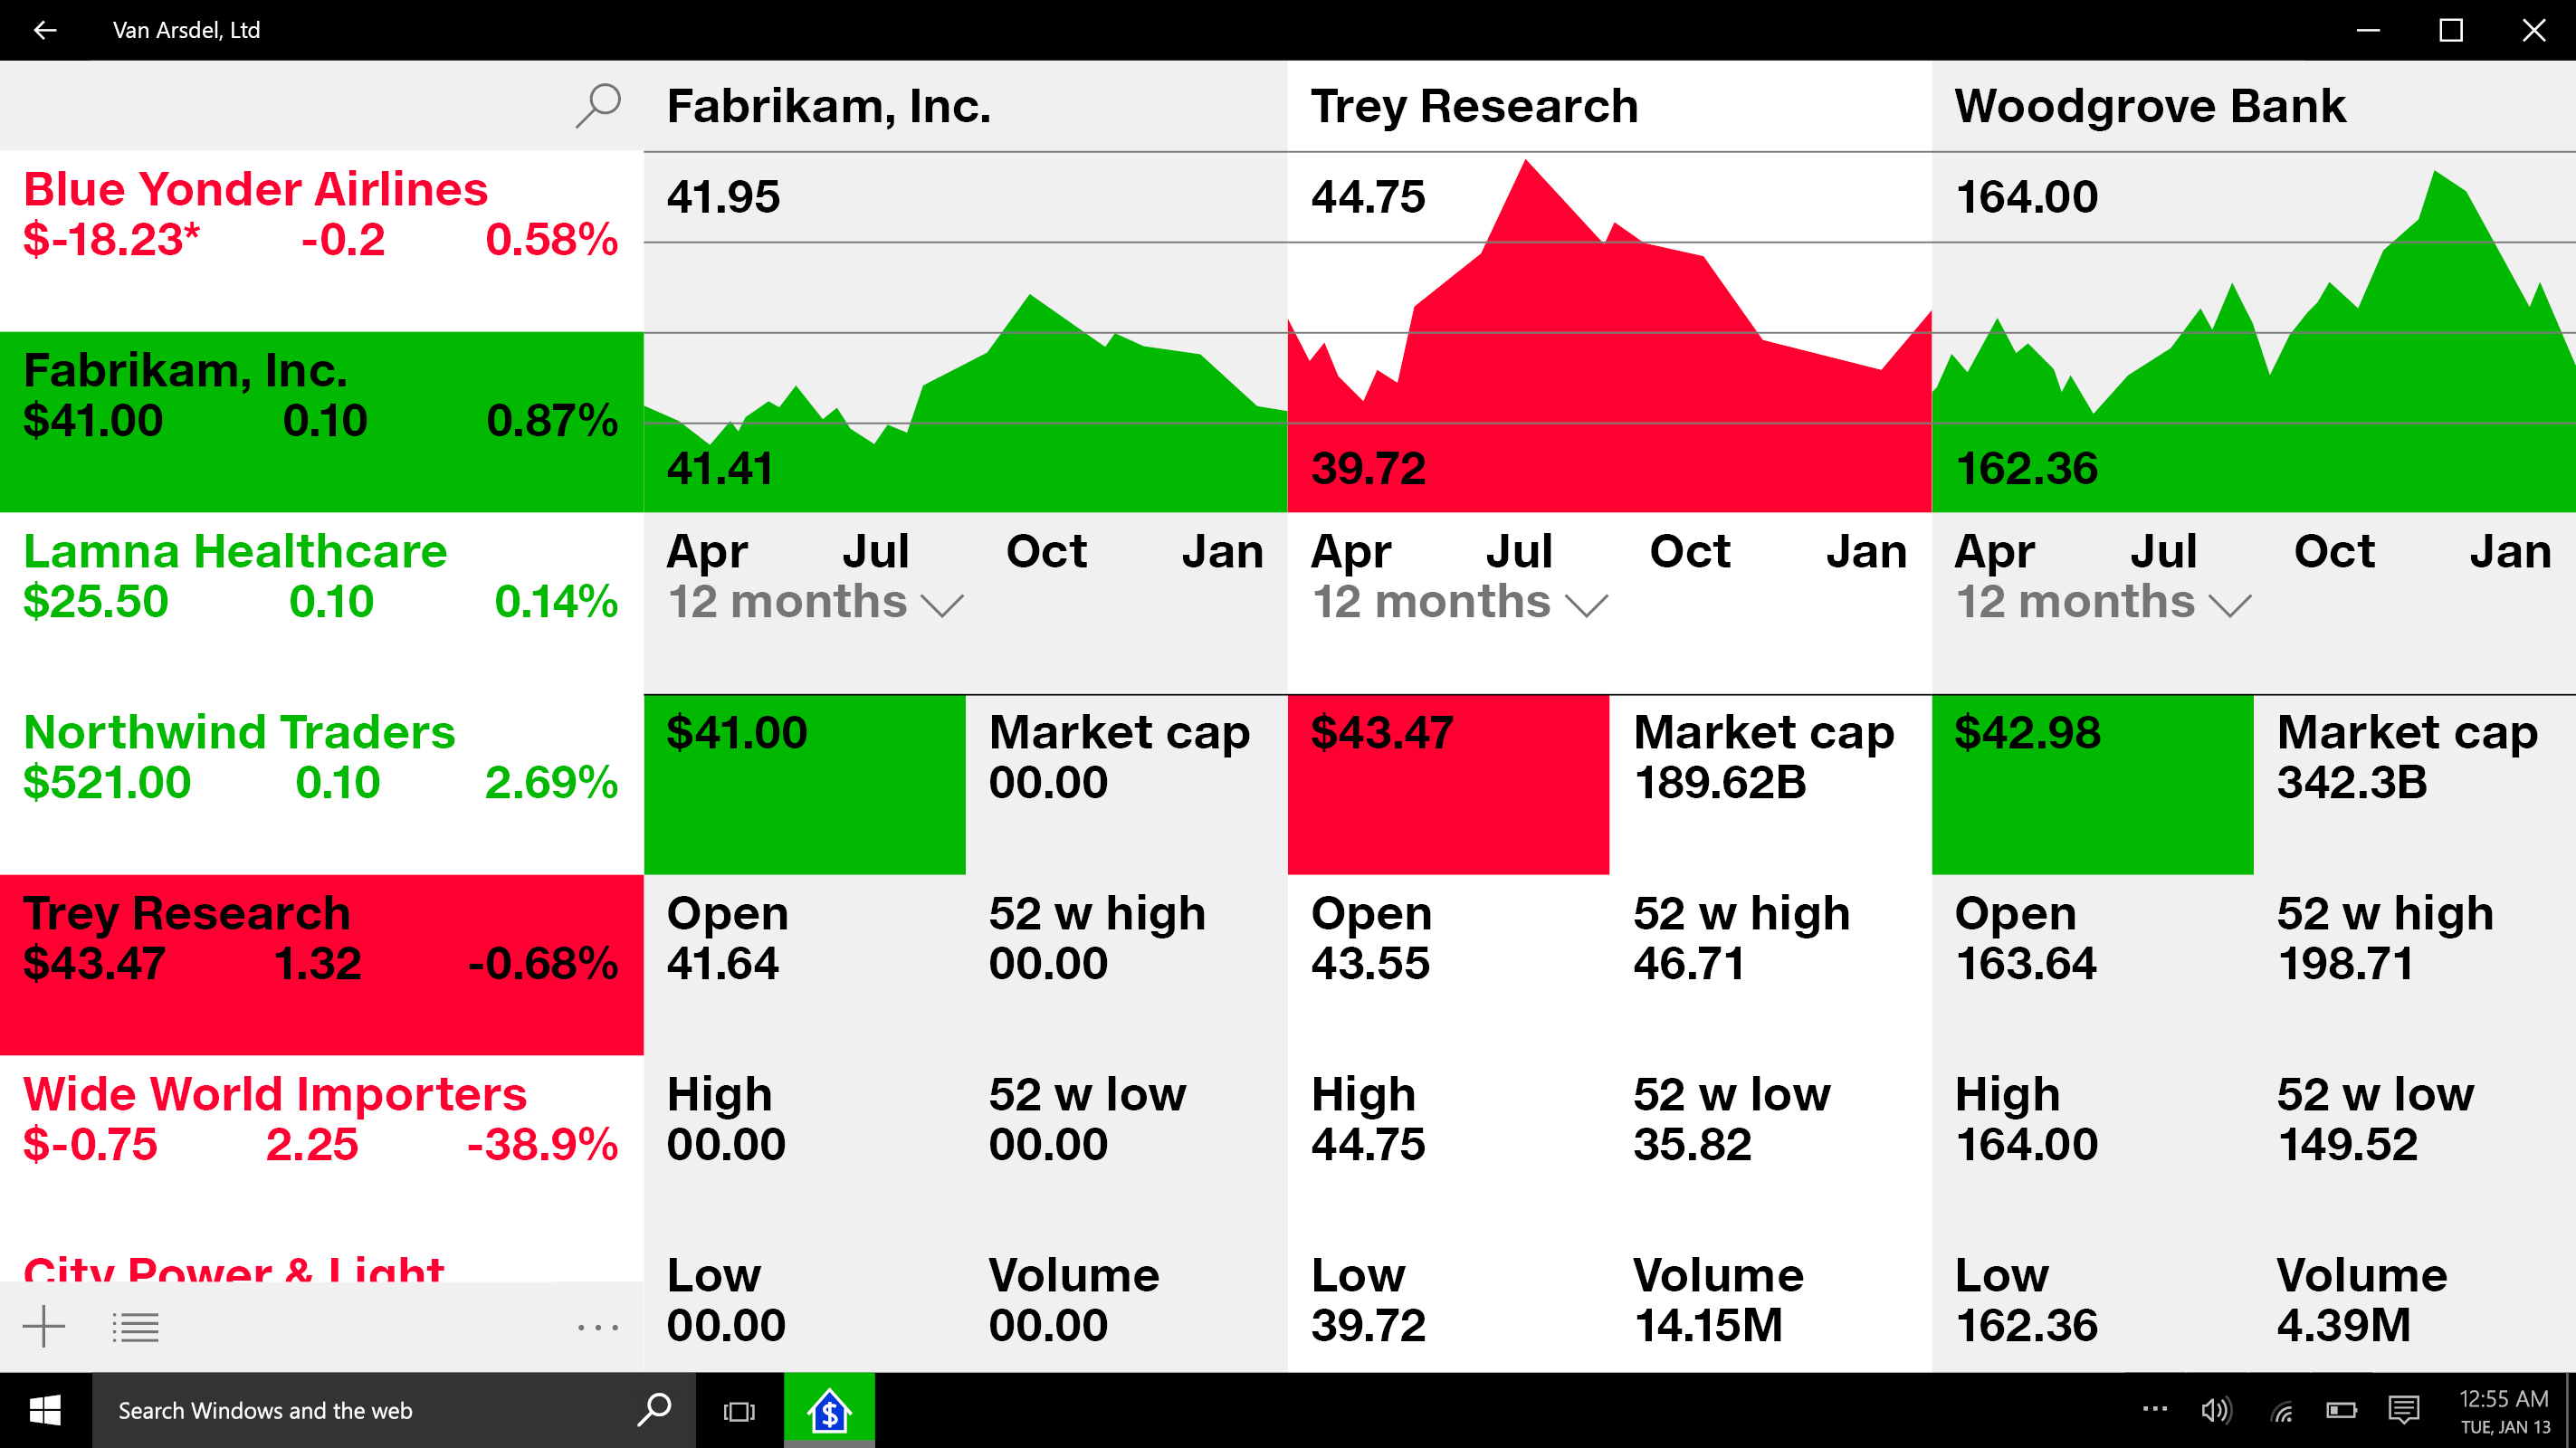 Van Arsdel, Ltd
Blue Yonder Airlines
$-18.23* -0.2 0.58%
Fabrikam, Inc.
$41.00 0.10 0.87%
Lamna Healthcare
$25.50 0.10 0.14%
Northwind Traders
$521.00 0.10 2.69%
Trey Research
$43.47 1.32 -0.68%
Wide World Importers
$-0.75 2.25 -38.9%
City Power & Light
Fabrikam, Inc.
41.95
41.41
Apr Jul Oct Jan
12 months
$41.00
Market cap
00.00
Open
41.64
52 w high
00.00
High
00.00
52 w low
00.00
Low
00.00
Volume
00.00
Trey Research
44.75
39.72
Apr Jul Oct Jan
12 months
$43.47
Market cap
189.62B
Open
43.55
52 w high
46.71
High
44.75
52 w low
35.82
Low
39.72
Volume
14.15M
Woodgrove Bank
164.00
162.36
Apr Jul Oct Jan
12 months
$42.98
Market cap
342.3B
Open
163.64
52 w high
198.71
High
164.00
52 w low
149.52
Low
162.36
Volume
4.39M
Search Windows and the web
$
12:55 AM
TUE, JAN 13